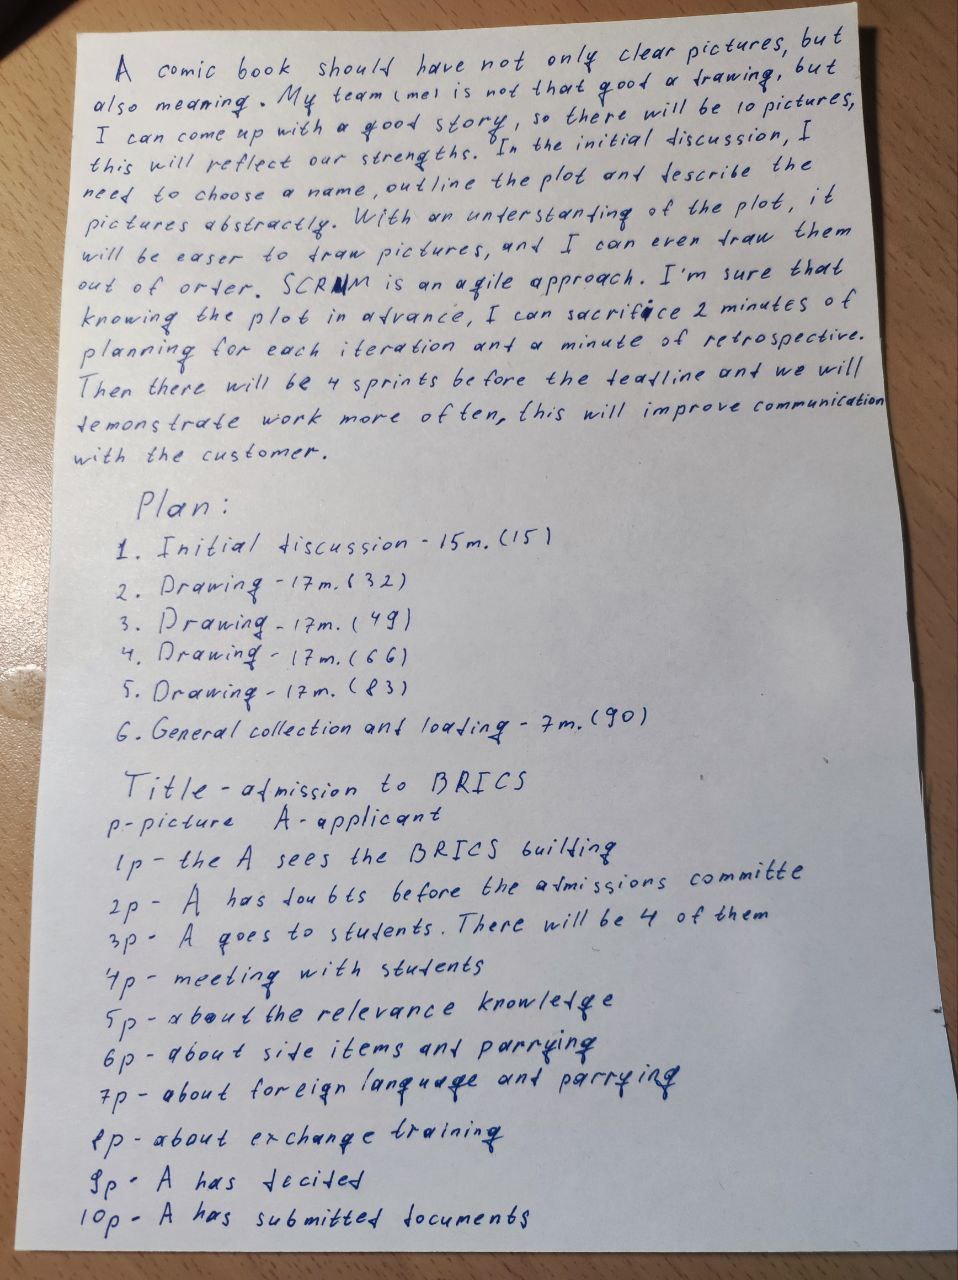 A comic book should have not only clear pictures, but
also meaning. My team (me) is not that good a drawing, but
I can come up with a good story, so there will be 10 pictures,
this will reflect our strengths. In the initial discussion, I
need to choose a name, outline the plot and describe the
pictures abstractly. With an understanding of the plot, it
will be easer to draw pictures, and I can even draw them
out of order. SCRUM is an agile approach. I'm sure that
knowing the plot in advance, I can sacrifice 2 minutes of
planning for each iteration and a minute of retrospective.
Then there will be 4 sprints before the deadline and we will
demonstrate work more often, this will improve communication
with the customer.
Plan:
1. Initial discussion - 15m. (15)
2. Drawing - 17m. (32)
3. Drawing - 17m. (49)
4. Drawing - 17m. (66)
5. Drawing - 17m. (83)
6. General collection and loading - 7m. (90)
Title - admission to BRICS
p-picture A-applicant
1p - the A sees the BRICS building
2p - A has doubts before the admissions committe
3p - A goes to students. There will be 4 of them
4p - meeting with students
5p - about the relevance knowledge
6p - about side items and parrying
7p - about foreign language and parrying
8p - about exchange training
9p - A has decided
10p - A has submitted documents